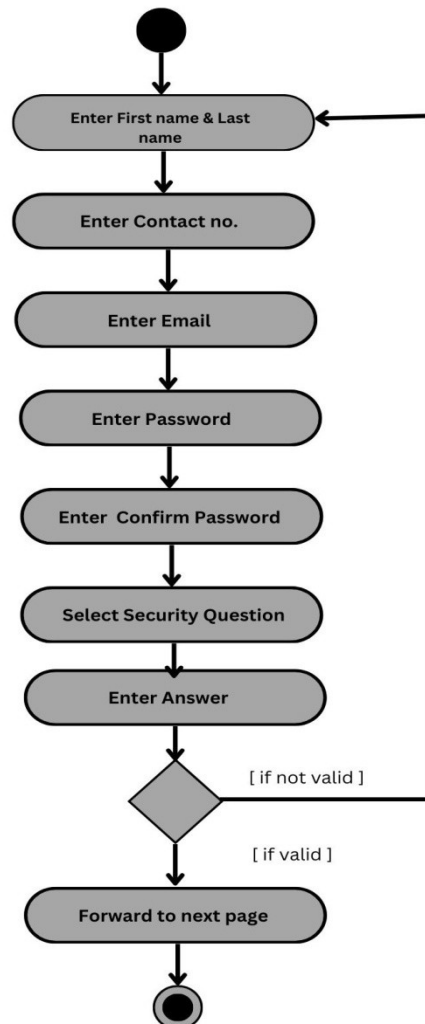 Enter First name & Last
name
Enter Contact no.
Enter Email
Enter Password
Enter  Confirm Password
Select Security Question
Enter Answer
[ if not valid ]
[ if valid ]
Forward to next page